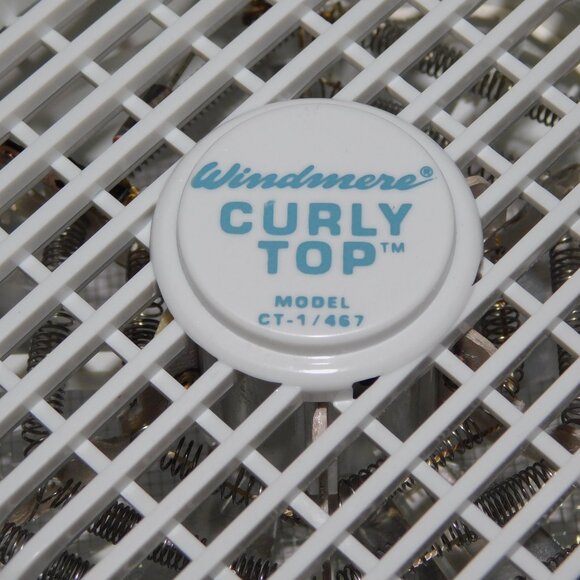 Windmere®
CURLY
TOP™
MODEL
CT-1/467